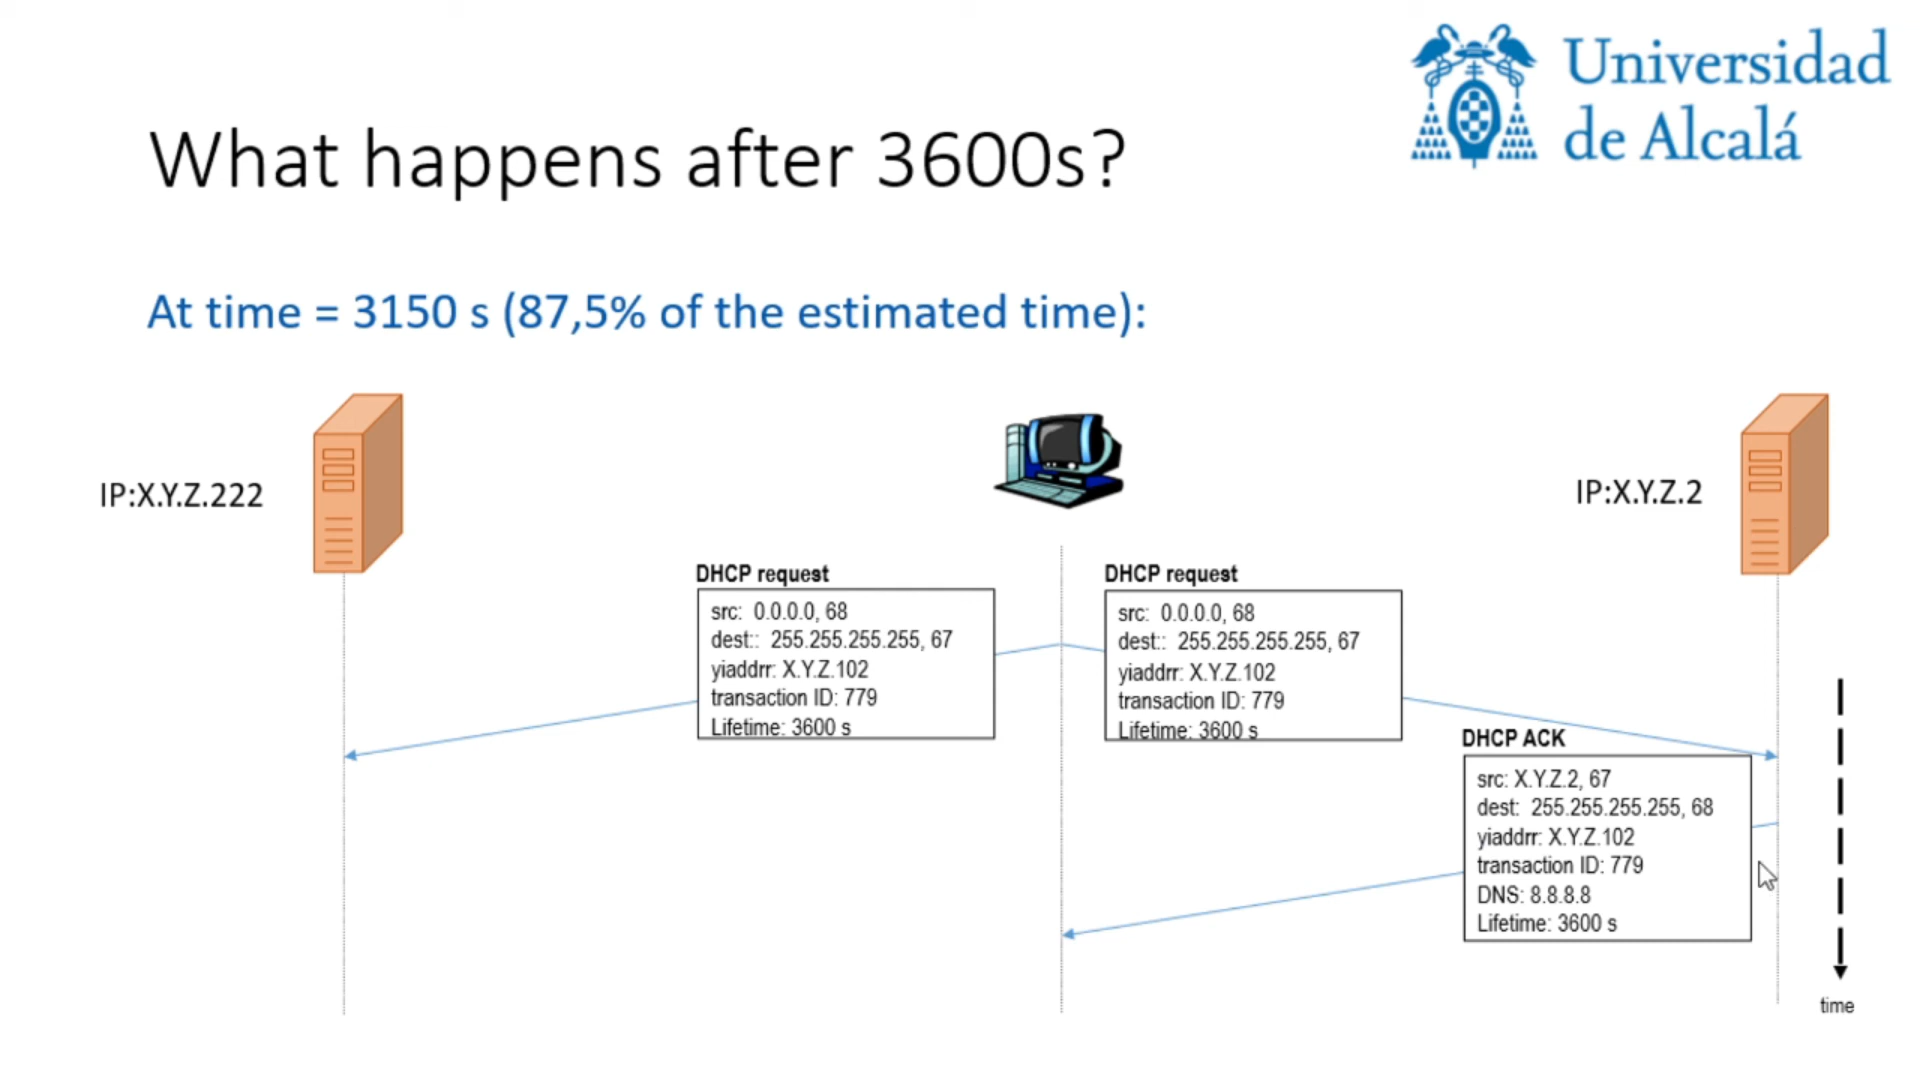 Universidad
de Alcalá
What happens after 3600s?
At time = 3150 s (87,5% of the estimated time):
IP:X.Y.Z.222
IP:X.Y.Z.2
DHCP request
src: 0.0.0.0, 68
dest:: 255.255.255.255, 67
yiaddrr: X.Y.Z.102
transaction ID: 779
Lifetime: 3600 s
DHCP request
src: 0.0.0.0, 68
dest:: 255.255.255.255, 67
yiaddrr: X.Y.Z.102
transaction ID: 779
Lifetime: 3600 s
DHCP ACK
src: X.Y.Z.2, 67
dest: 255.255.255.255, 68
yiaddrr: X.Y.Z.102
transaction ID: 779
DNS: 8.8.8.8
Lifetime: 3600 s
time